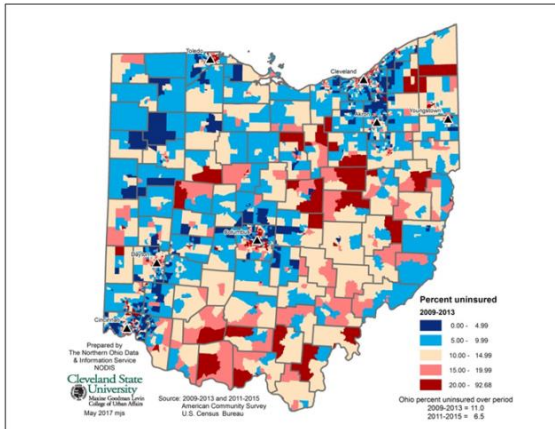 Toledo
Cleveland
Youngstown
Akron
Columbus
Dayton
Cincinnati
Percent uninsured
2009-2013
0.00 - 4.99
5.00 - 9.99
10.00 - 14.99
15.00 - 19.99
20.00 - 92.68
Ohio percent uninsured over period
2009-2013 = 11.0
2011-2015 = 6.5
Prepared by
The Northern Ohio Data
& Information Service
NODIS
Cleveland State
University
Maxine Goodman Levin
College of Urban Affairs
May 2017 mjs
Source: 2009-2013 and 2011-2015
American Community Survey
U.S. Census Bureau